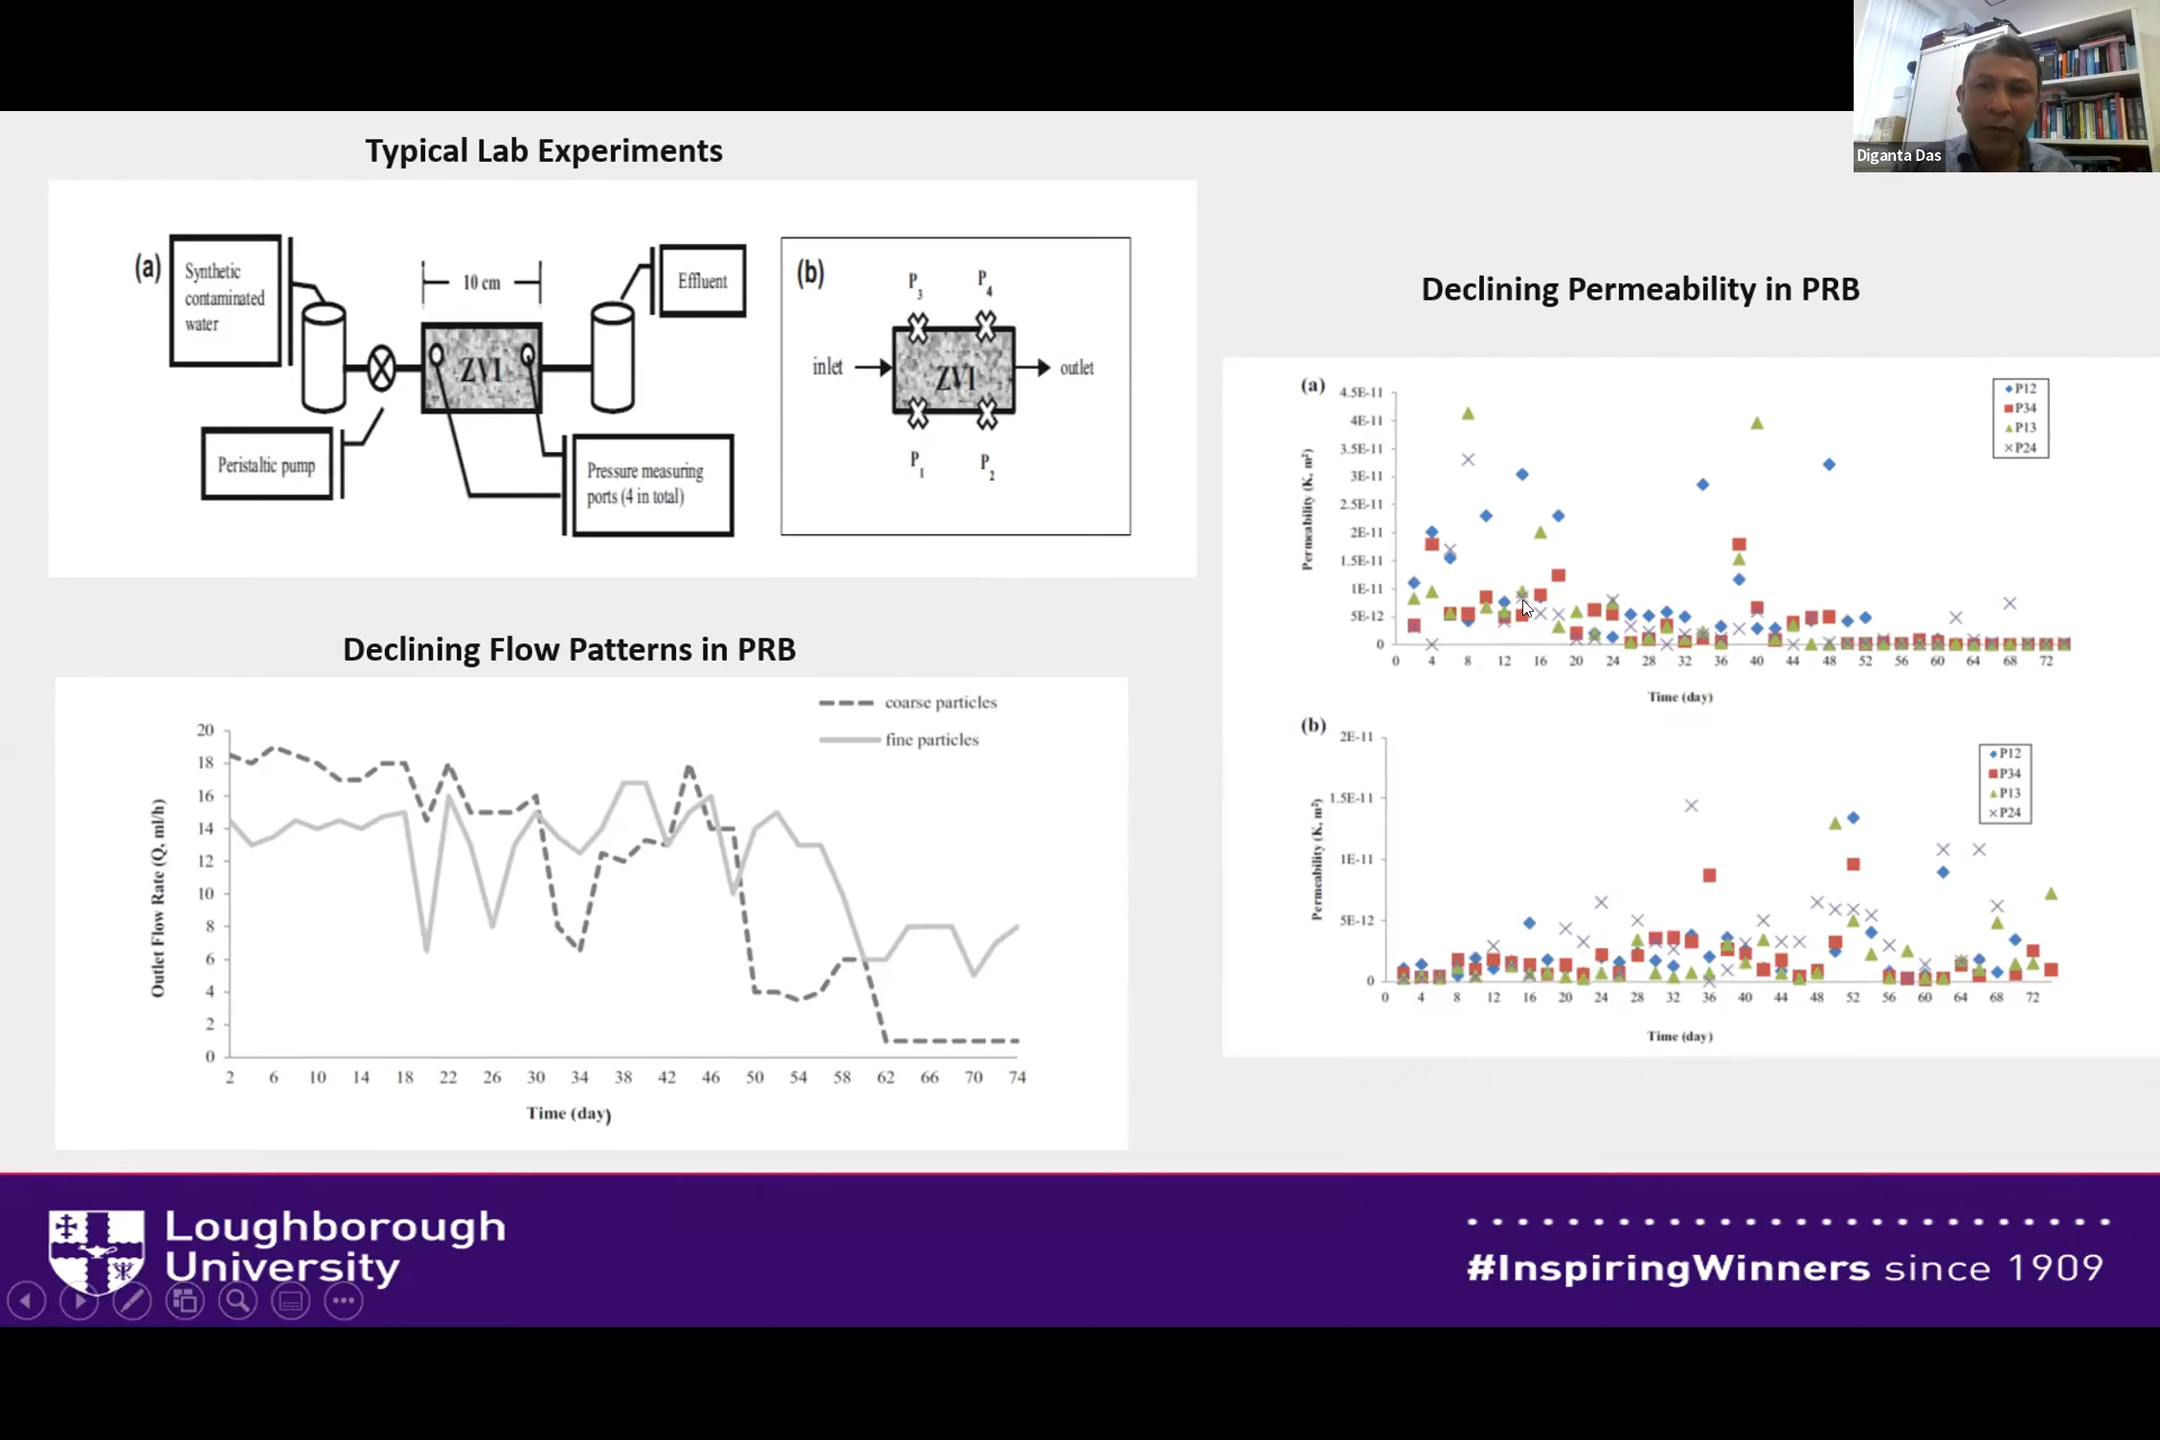 Diganta Das
Typical Lab Experiments
(a)
Synthetic
contaminated
water
10 cm
Effluent
ZVI
Peristaltic pump
Pressure measuring
ports (4 in total)
(b)
P3
P4
inlet
ZVI
outlet
P1
P2
Declining Flow Patterns in PRB
coarse particles
fine particles
Outlet Flow Rate (Q, ml/h)
20
18
16
14
12
10
8
6
4
2
0
2 6 10 14 18 22 26 30 34 38 42 46 50 54 58 62 66 70 74
Time (day)
Declining Permeability in PRB
(a)
Permeability (K, m²)
4.5E-11
4E-11
3.5E-11
3E-11
2.5E-11
2E-11
1.5E-11
1E-11
5E-12
0
P12
P34
P13
P24
0 4 8 12 16 20 24 28 32 36 40 44 48 52 56 60 64 68 72
Time (day)
(b)
Permeability (K, m²)
2E-11
1.5E-11
1E-11
5E-12
0
P12
P34
P13
P24
0 4 8 12 16 20 24 28 32 36 40 44 48 52 56 60 64 68 72
Time (day)
Loughborough
University
#InspiringWinners since 1909